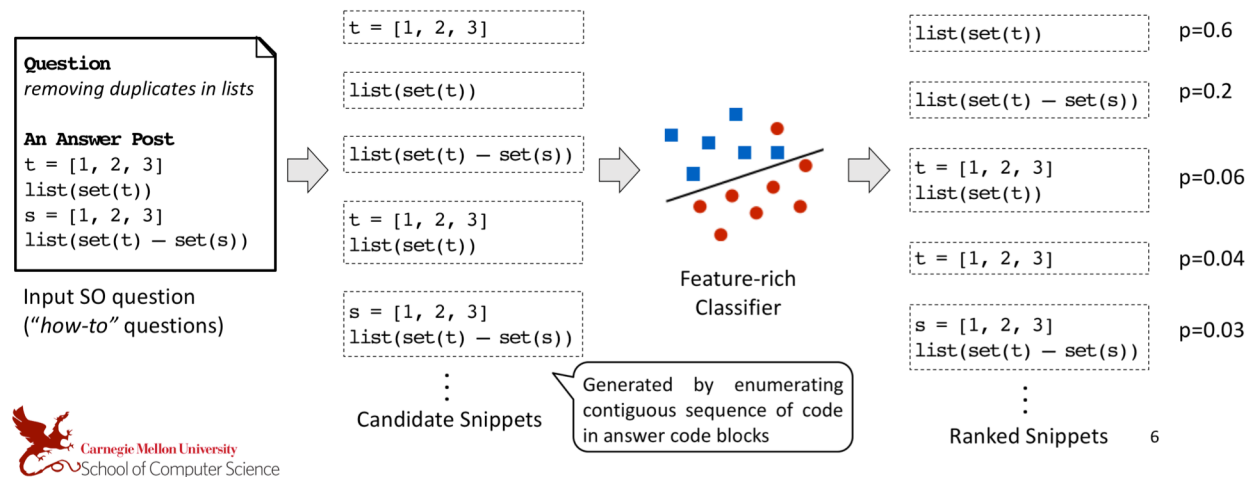 Question
removing duplicates in lists
An Answer Post
t = [1, 2, 3]
list(set(t))
s = [1, 2, 3]
list(set(t) – set(s))
Input SO question
(“how-to” questions)
t = [1, 2, 3]
list(set(t))
list(set(t) – set(s))
t = [1, 2, 3]
list(set(t))
s = [1, 2, 3]
list(set(t) – set(s))
Candidate Snippets
Generated by enumerating
contiguous sequence of code
in answer code blocks
Feature-rich
Classifier
list(set(t)) p=0.6
list(set(t) – set(s)) p=0.2
t = [1, 2, 3]
list(set(t))
p=0.06
t = [1, 2, 3] p=0.04
s = [1, 2, 3]
list(set(t) – set(s))
p=0.03
Ranked Snippets
6
Carnegie Mellon University
School of Computer Science